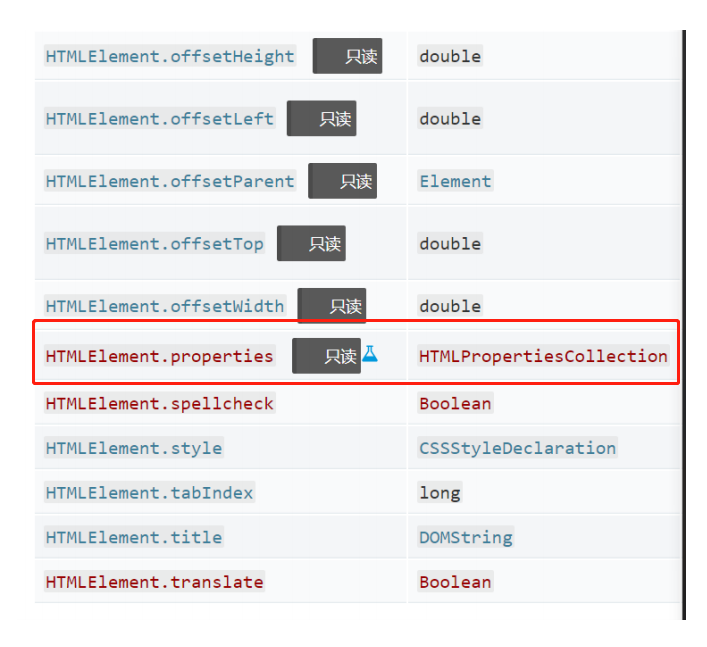 HTMLElement.offsetHeight 只读 double
HTMLElement.offsetLeft 只读 double
HTMLElement.offsetParent 只读 Element
HTMLElement.offsetTop 只读 double
HTMLElement.offsetWidth 只读 double
HTMLElement.properties 只读 HTMLPropertiesCollection
HTMLElement.spellcheck Boolean
HTMLElement.style CSSStyleDeclaration
HTMLElement.tabIndex long
HTMLElement.title DOMString
HTMLElement.translate Boolean